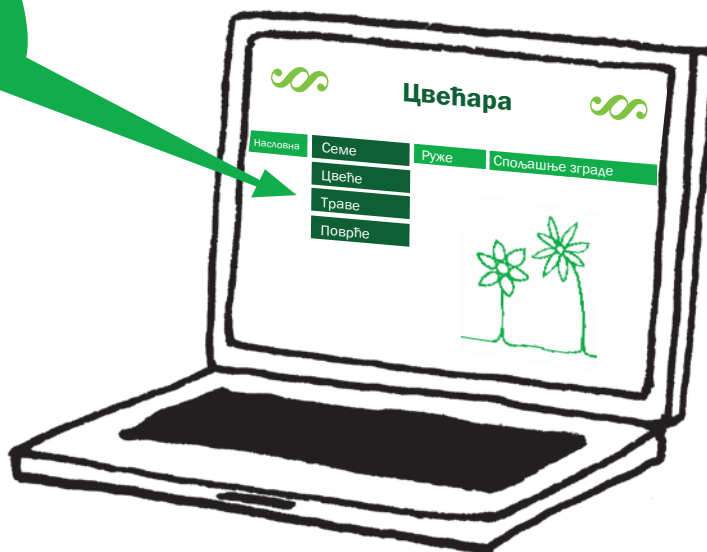 Цвећара
Насловна Семе Руже Спољашње зграде
Цвеће
Траве
Поврће